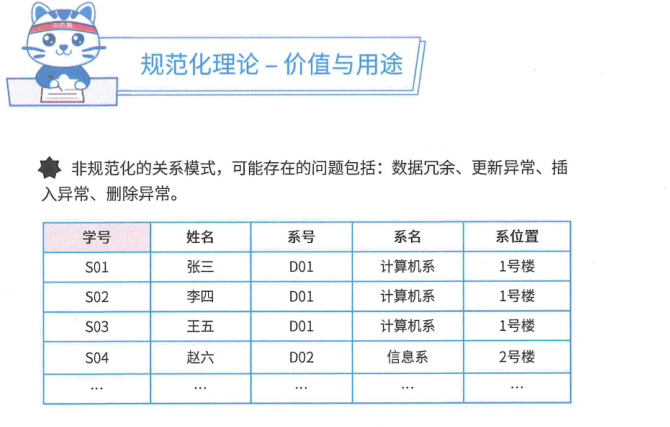 规范化理论 – 价值与用途
非规范化的关系模式，可能存在的问题包括：数据冗余、更新异常、插
入异常、删除异常。
学号 姓名 系号 系名 系位置
S01 张三 D01 计算机系 1号楼
S02 李四 D01 计算机系 1号楼
S03 王五 D01 计算机系 1号楼
S04 赵六 D02 信息系 2号楼
… … … … …